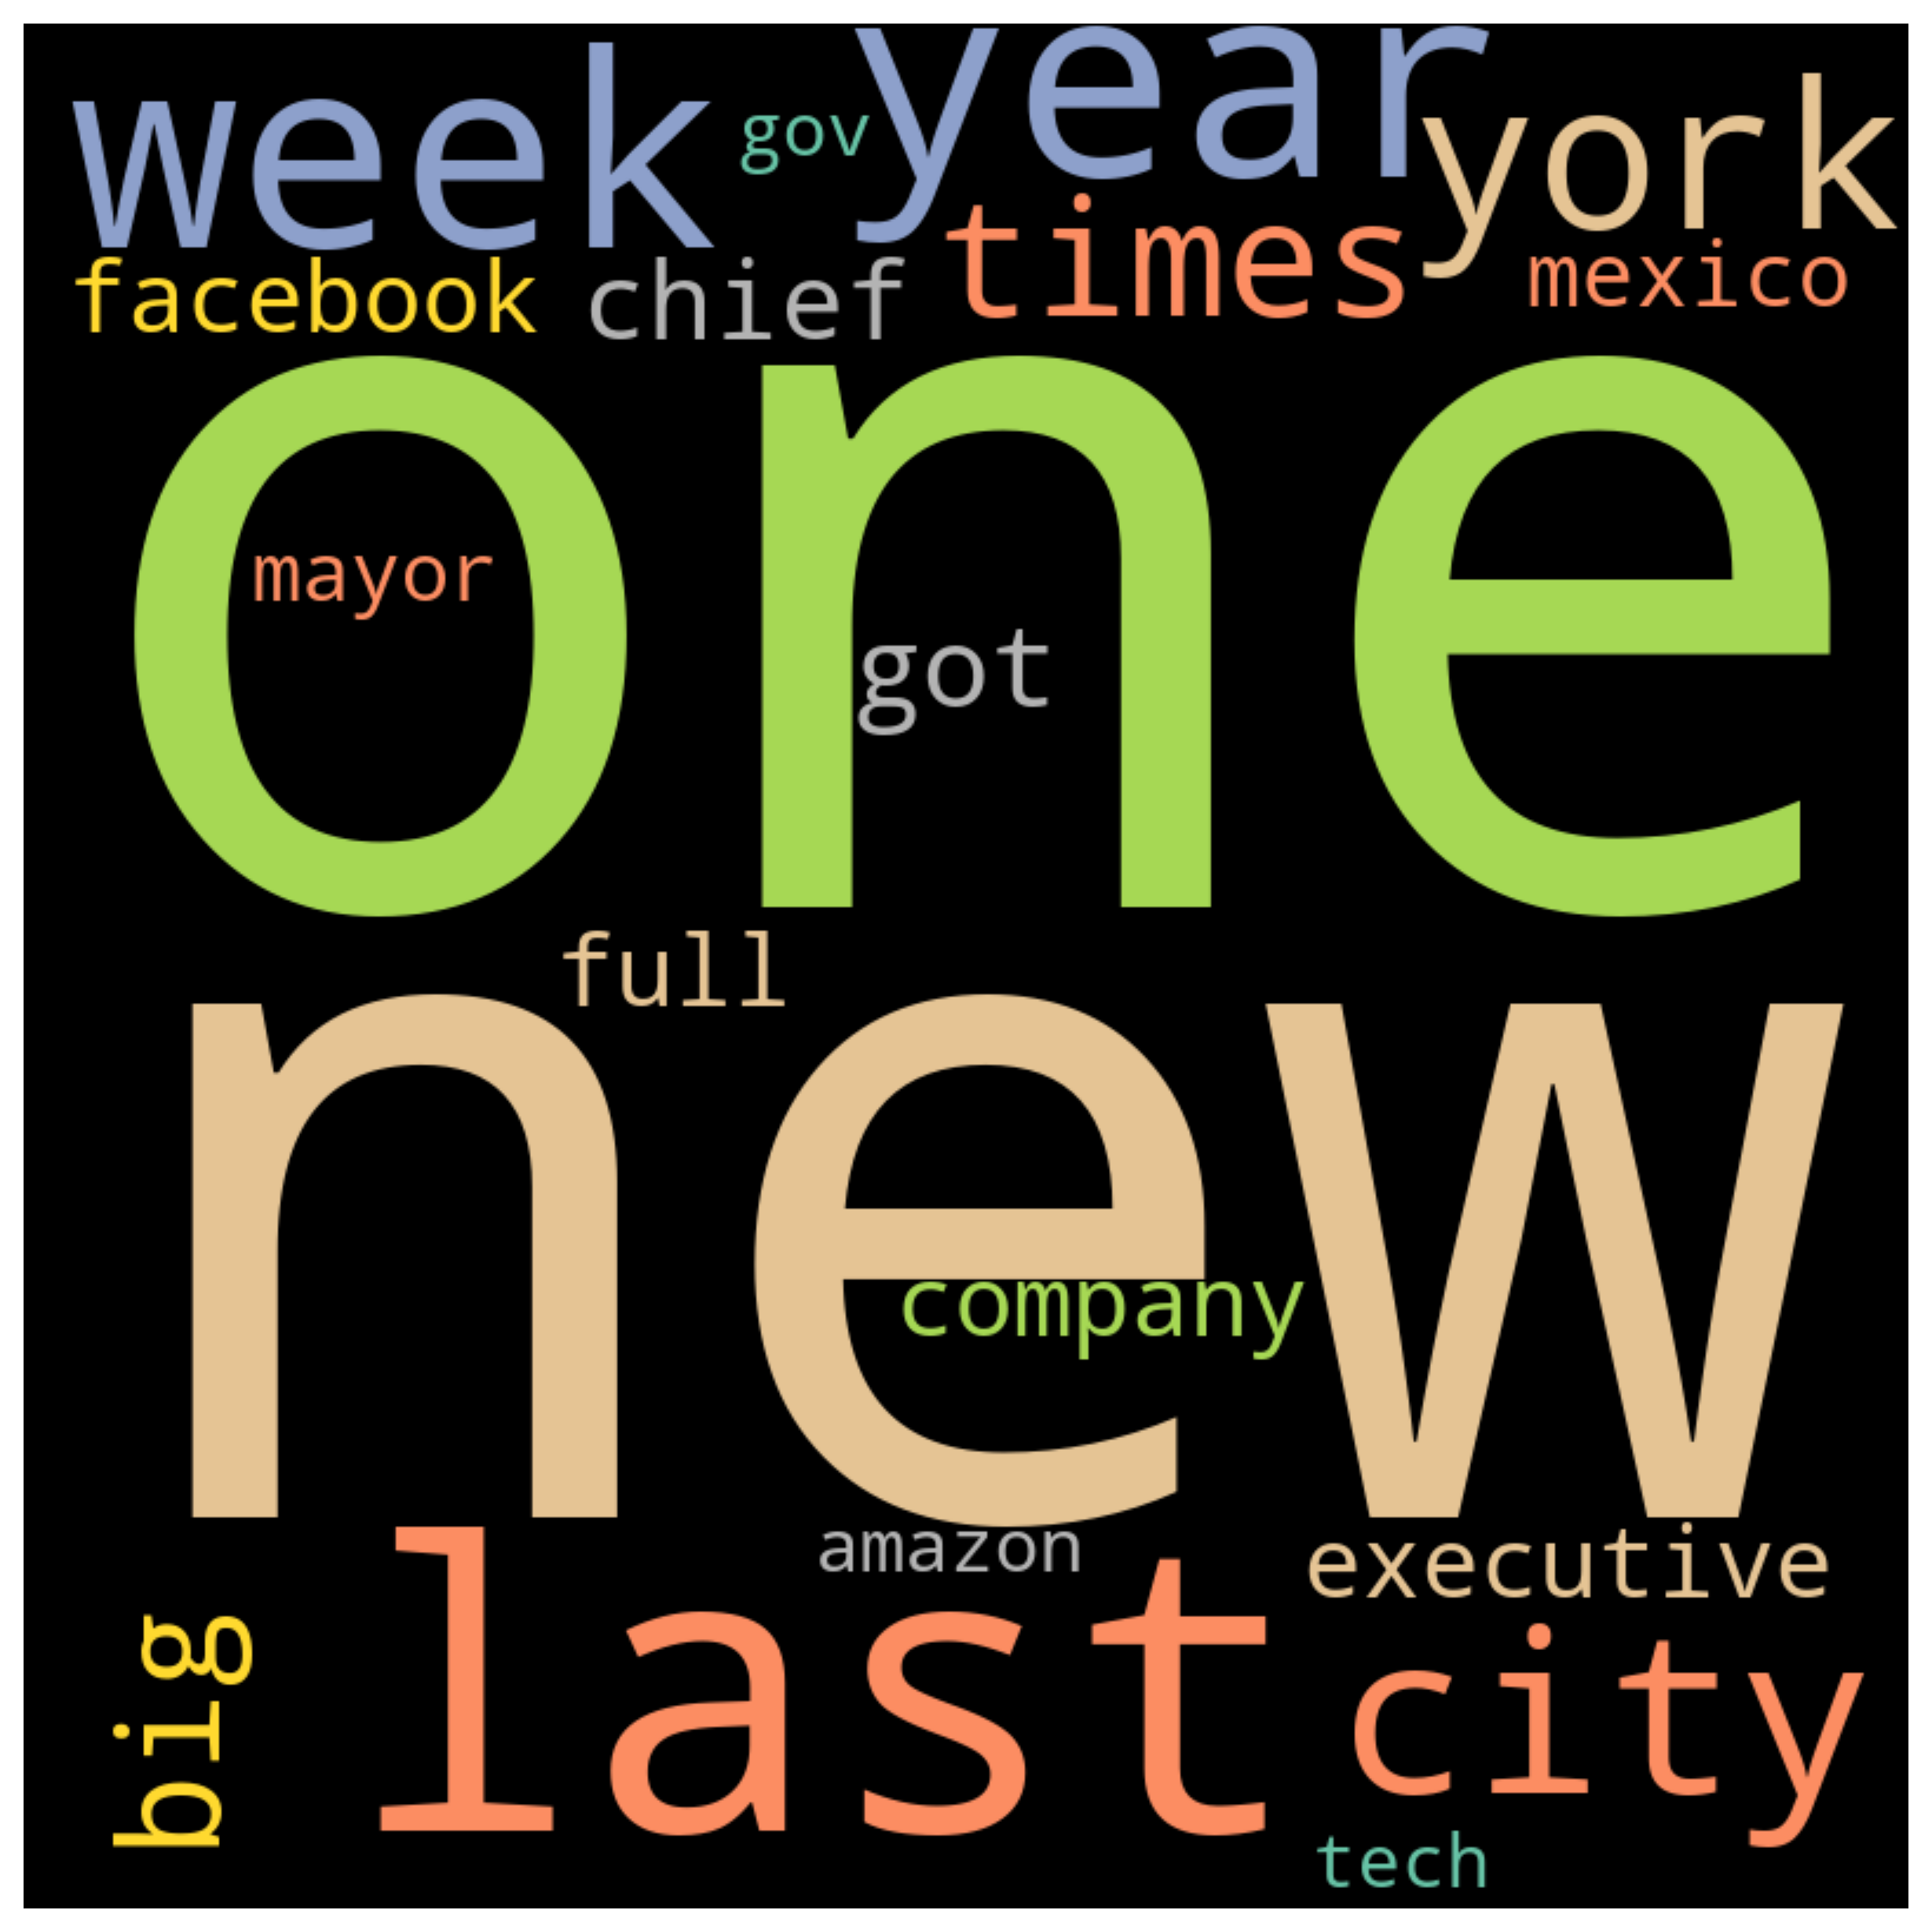 week gov year york
facebook chief times mexico
one
mayor
got
full
new
company
amazon executive
big last city
tech